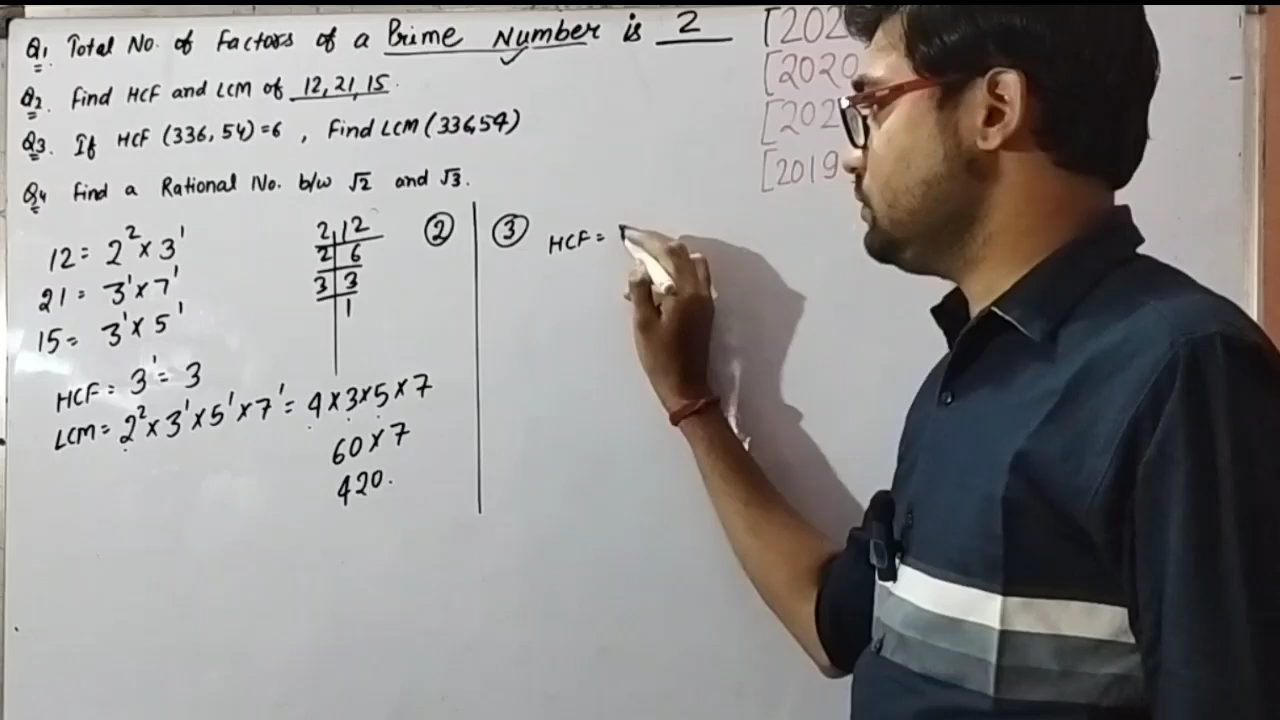 Q1. Total No. of Factors of a Prime Number is 2 [202
Q2. Find HCF and LCM of 12, 21, 15. [2020
Q3. If HCF (336, 54) = 6 , Find LCM (336, 54) [202
Q4 Find a Rational No. b/w √2 and √3. [2019
12 = 2² × 3¹
21 = 3¹ × 7¹
15 = 3¹ × 5¹
HCF = 3¹ = 3
LCM = 2² × 3¹ × 5¹ × 7¹ = 4 × 3 × 5 × 7
60 × 7
420.
2 12
2 6
3 3
1
②
③ HCF =